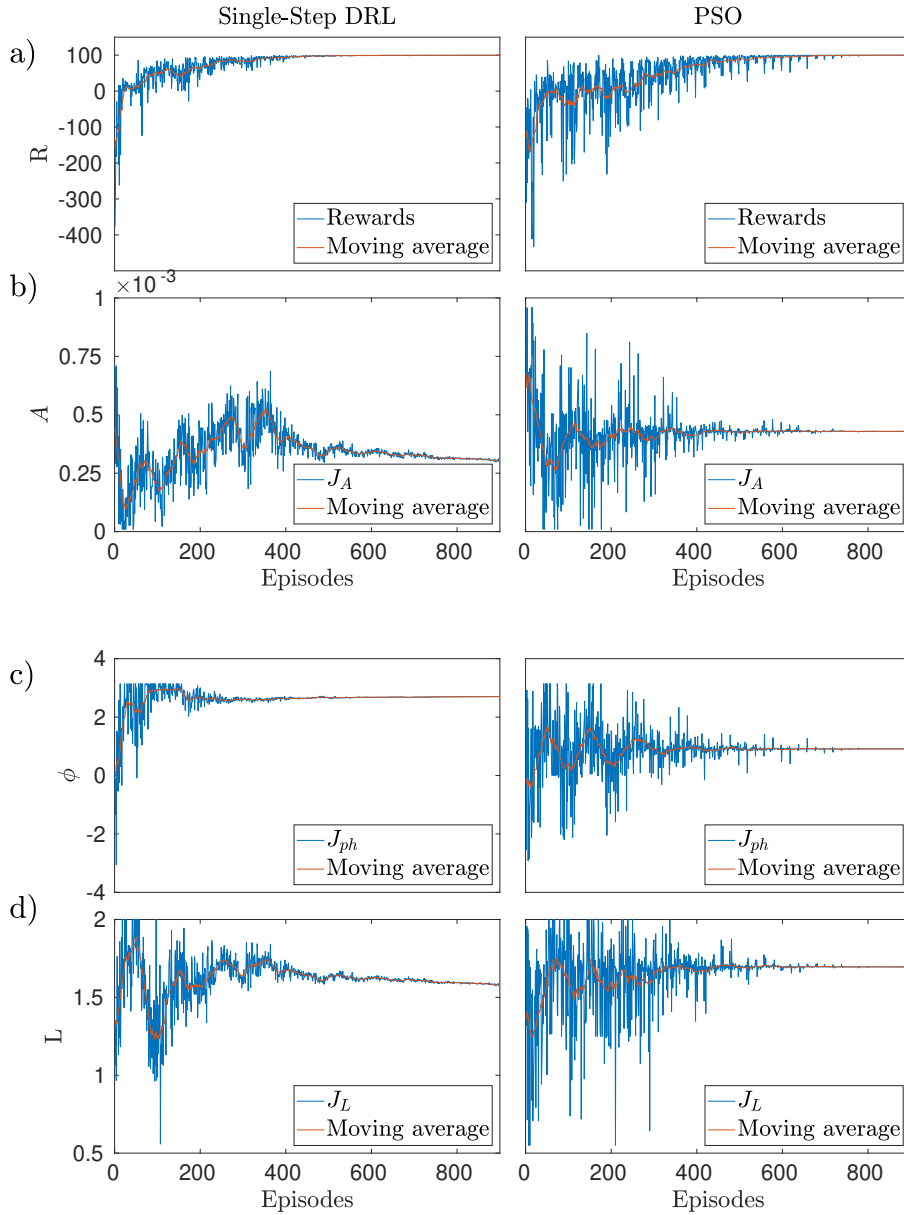 Single-Step DRL PSO
a)
100
0
-100
-200
-300
-400
R
Rewards
Moving average
Rewards
Moving average
b)
×10^-3
1
0.75
0.5
0.25
0
A
J_A
Moving average
J_A
Moving average
0 200 400 600 800
0 200 400 600 800
Episodes Episodes
c)
4
2
0
-2
-4
ϕ
J_ph
Moving average
J_ph
Moving average
d)
2
1.5
1
0.5
L
J_L
Moving average
J_L
Moving average
0 200 400 600 800
0 200 400 600 800
Episodes Episodes